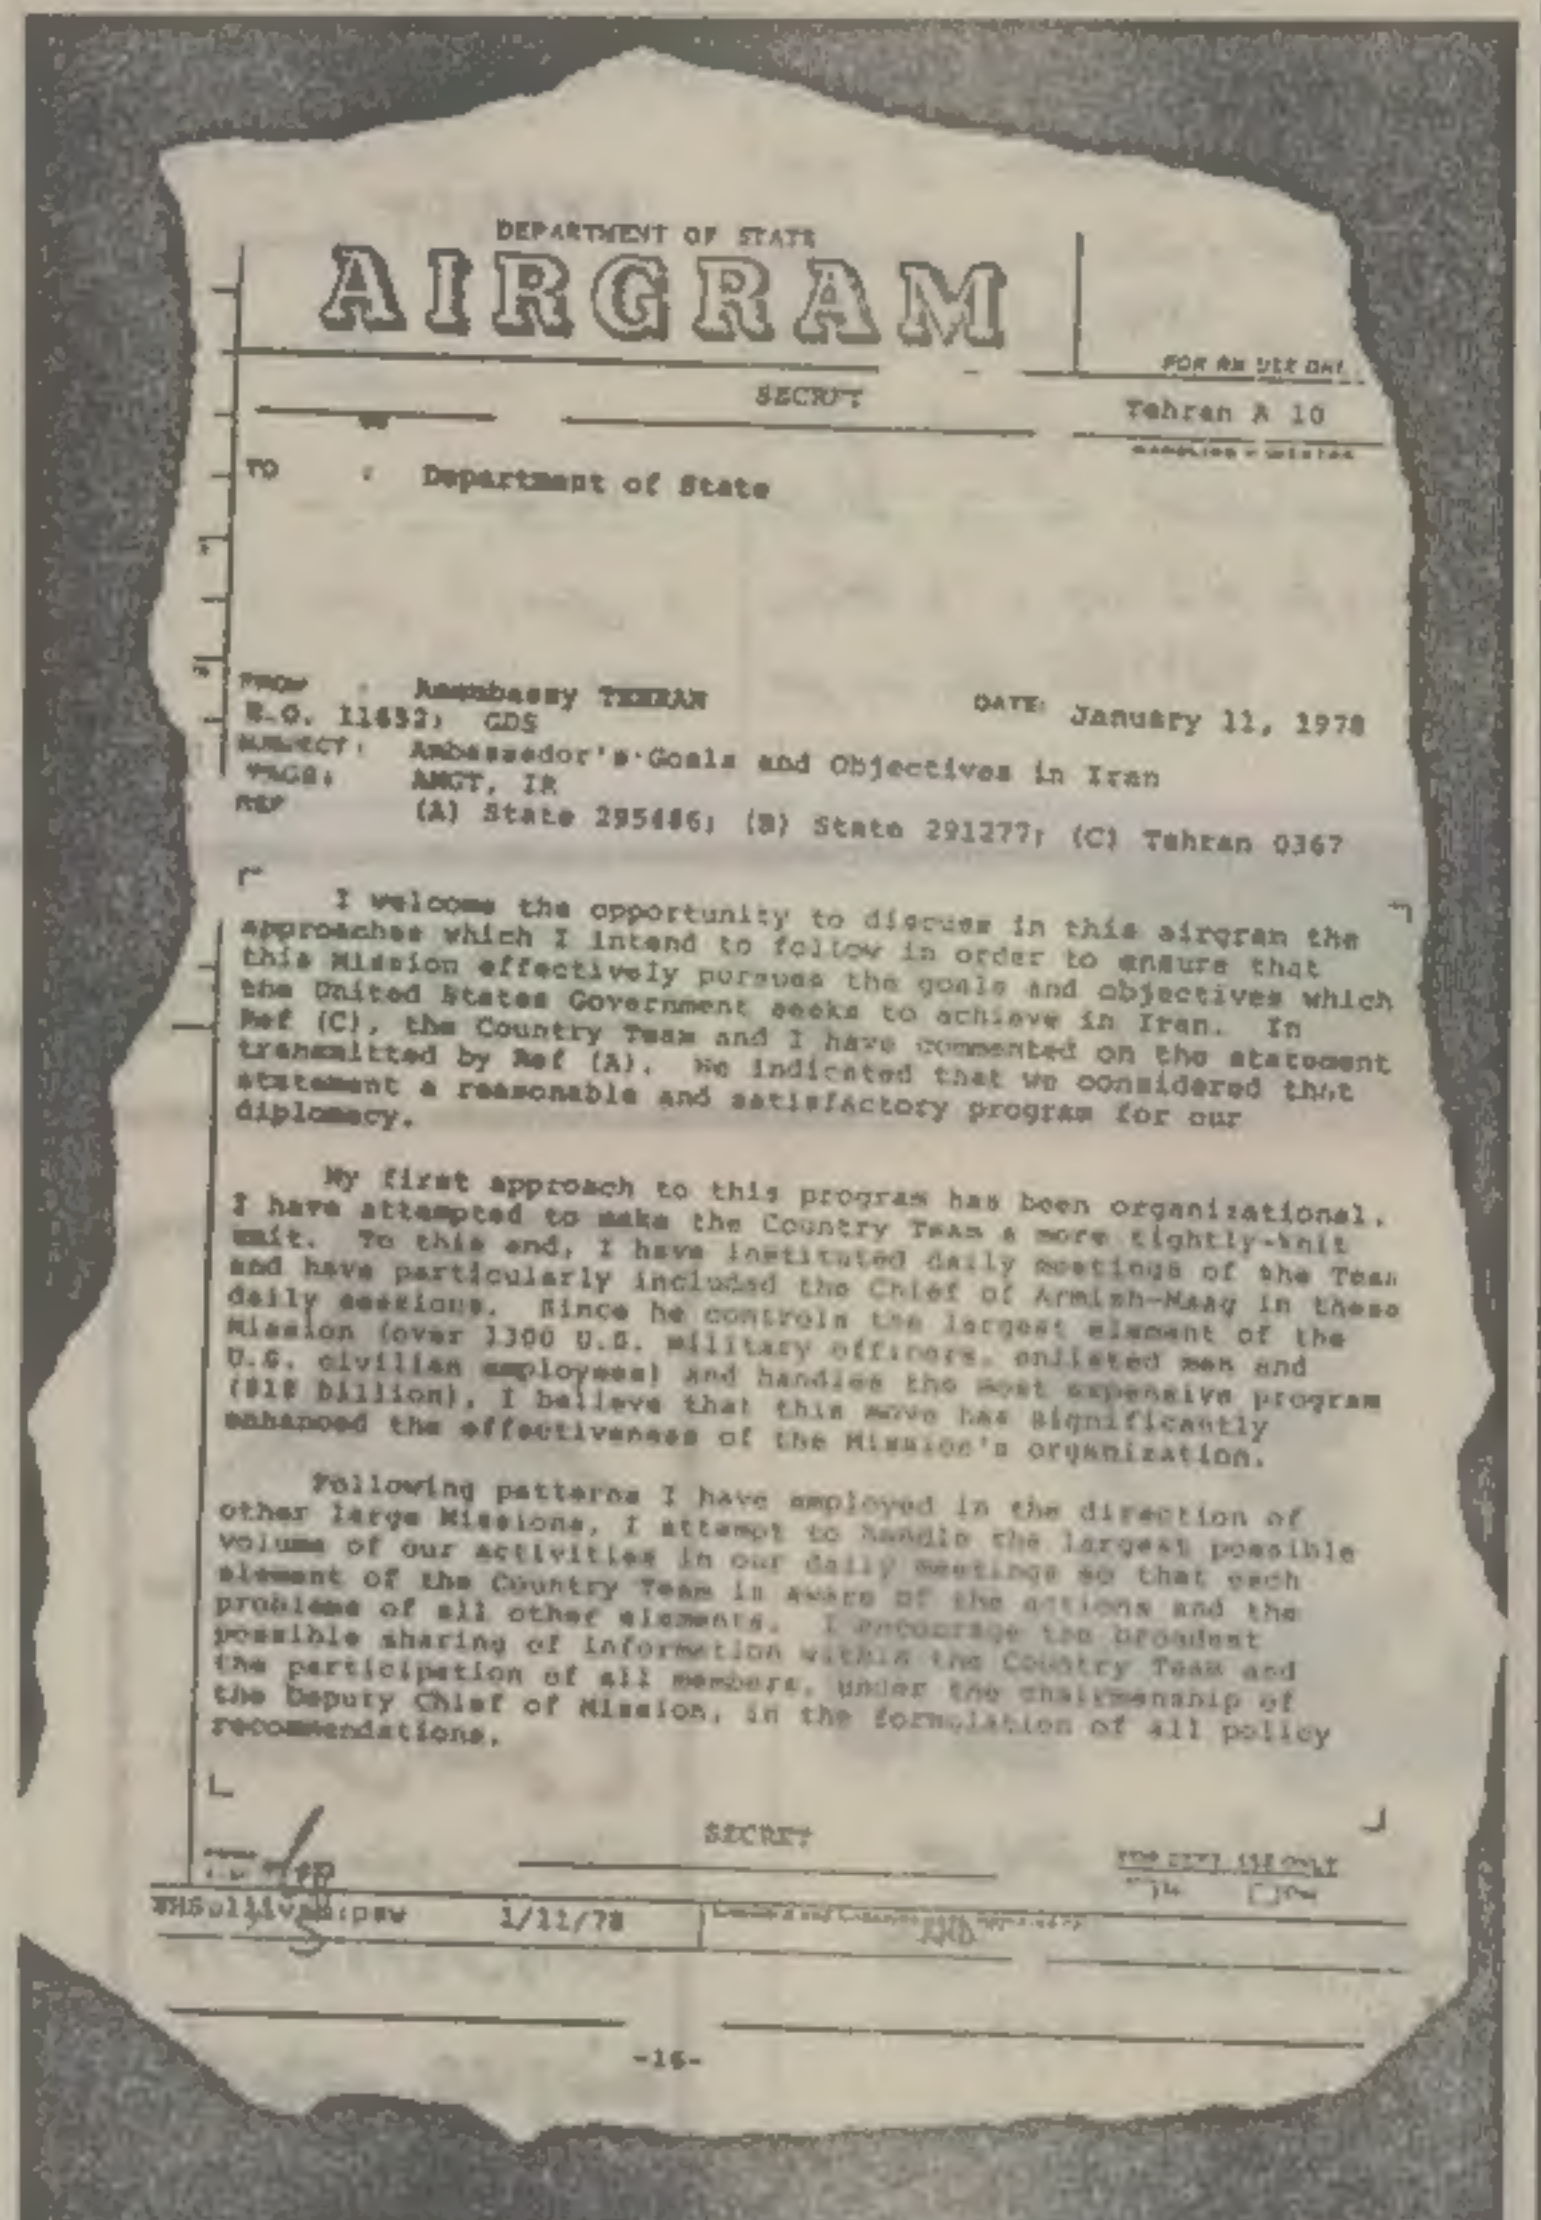 DEPARTMENT OF STATE
AIRGRAM
FOR RM USE ONL
SECRET
Tehran A 10
TO : Department of State
FROM : Amembassy TEHRAN DATE: January 11, 1978
E.O. 11652; GDS
SUBJECT: Ambassador's Goals and Objectives in Iran
TAGS: AMGT, IR
REF (A) State 295486; (B) State 291277; (C) Tehran 0367
I welcome the opportunity to discuss in this airgram the
approaches which I intend to follow in order to ensure that
this Mission effectively pursues the goals and objectives which
the United States Government seeks to achieve in Iran. In
Ref (C), the Country Team and I have commented on the statement
transmitted by Ref (A). We indicated that we considered that
statement a reasonable and satisfactory program for our
diplomacy.
My first approach to this program has been organizational.
I have attempted to make the Country Team a more tightly-knit
unit. To this end, I have instituted daily meetings of the Team
and have particularly included the Chief of Armish-Maag in these
daily sessions. Since he controls the largest element of the
Mission (over 1300 U.S. military officers, enlisted men and
U.S. civilian employees) and handles the most expensive program
($18 billion), I believe that this move has significantly
enhanced the effectiveness of the Mission's organization.
Following patterns I have employed in the direction of
other large Missions, I attempt to handle the largest possible
volume of our activities in our daily meetings so that each
element of the Country Team is aware of the actions and the
problems of all other elements. I encourage the broadest
possible sharing of information within the Country Team and
the participation of all members, under the chairmanship of
the Deputy Chief of Mission, in the formulation of all policy
recommendations.
SECRET
FOR DEPT USE ONLY
WHSullivan:psw 1/11/78
-16-